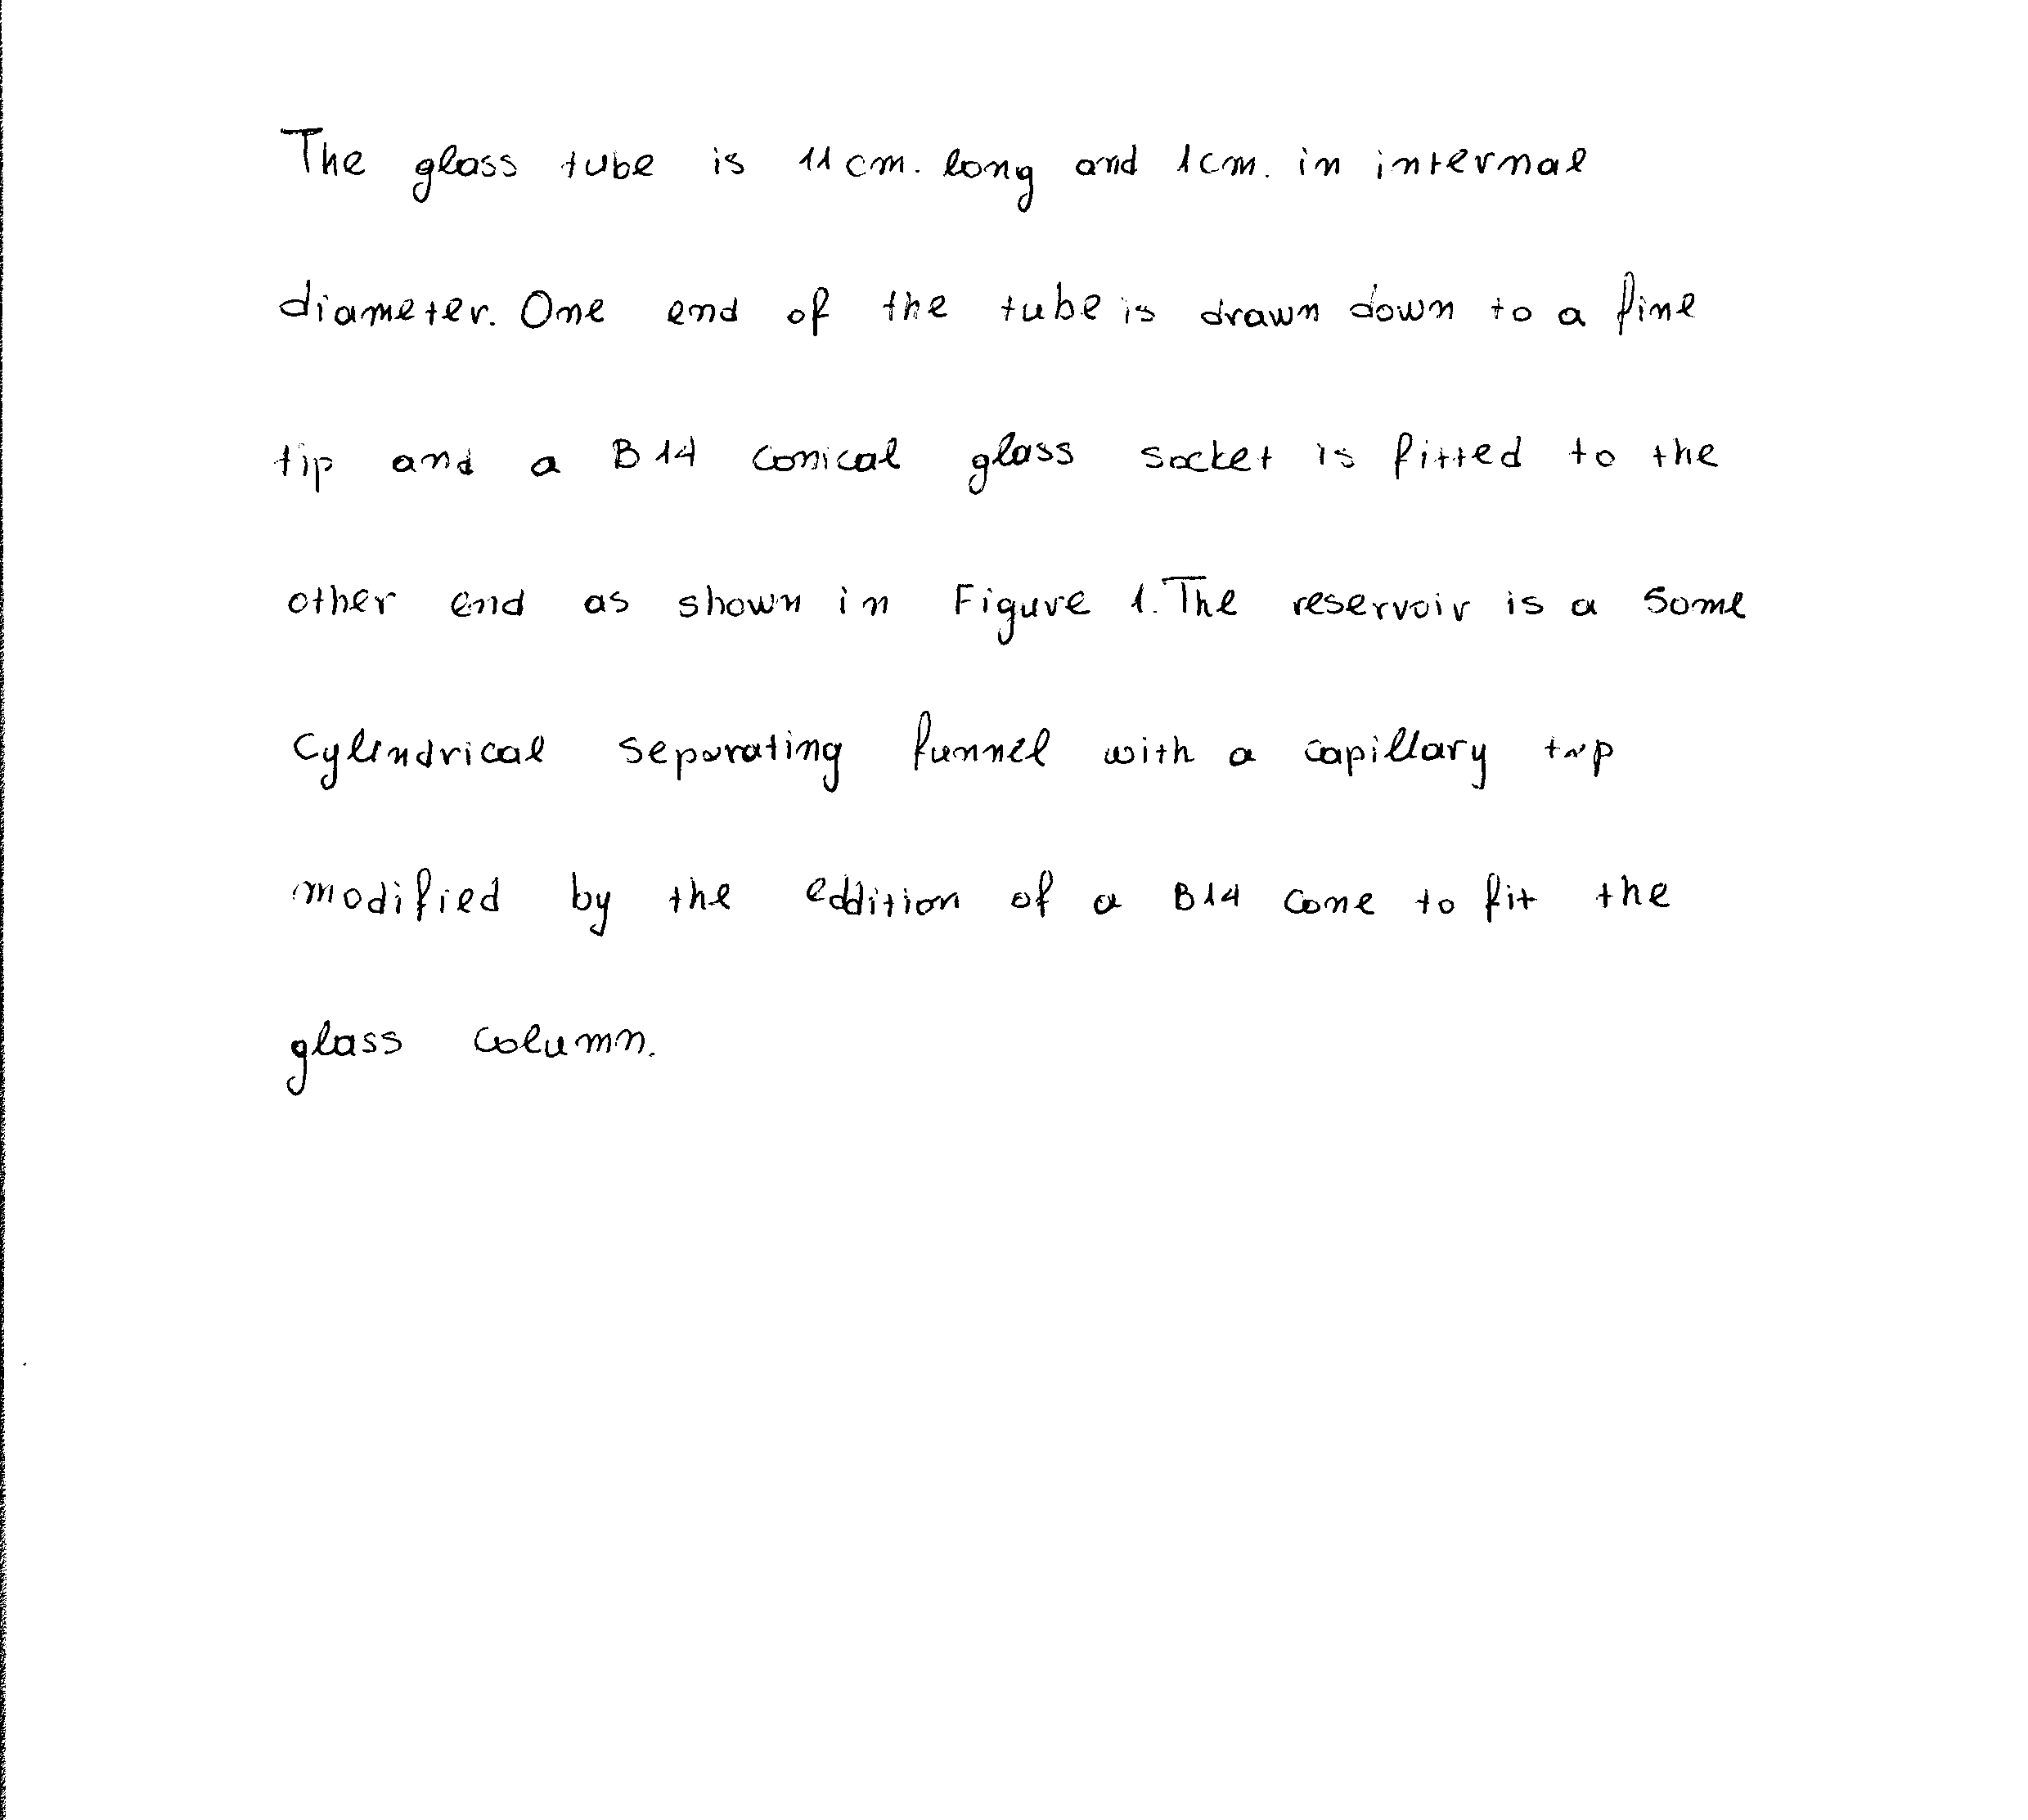 The glass tube is 11 cm. long and 1 cm. in internal
diameter. One end of the tube is drawn down to a fine
tip and a B 14 conical glass socket is fitted to the
other end as shown in Figure 1. The reservoir is a some
cylindrical separating funnel with a capillary tap
modified by the eddition of a B14 cone to fit the
glass column.